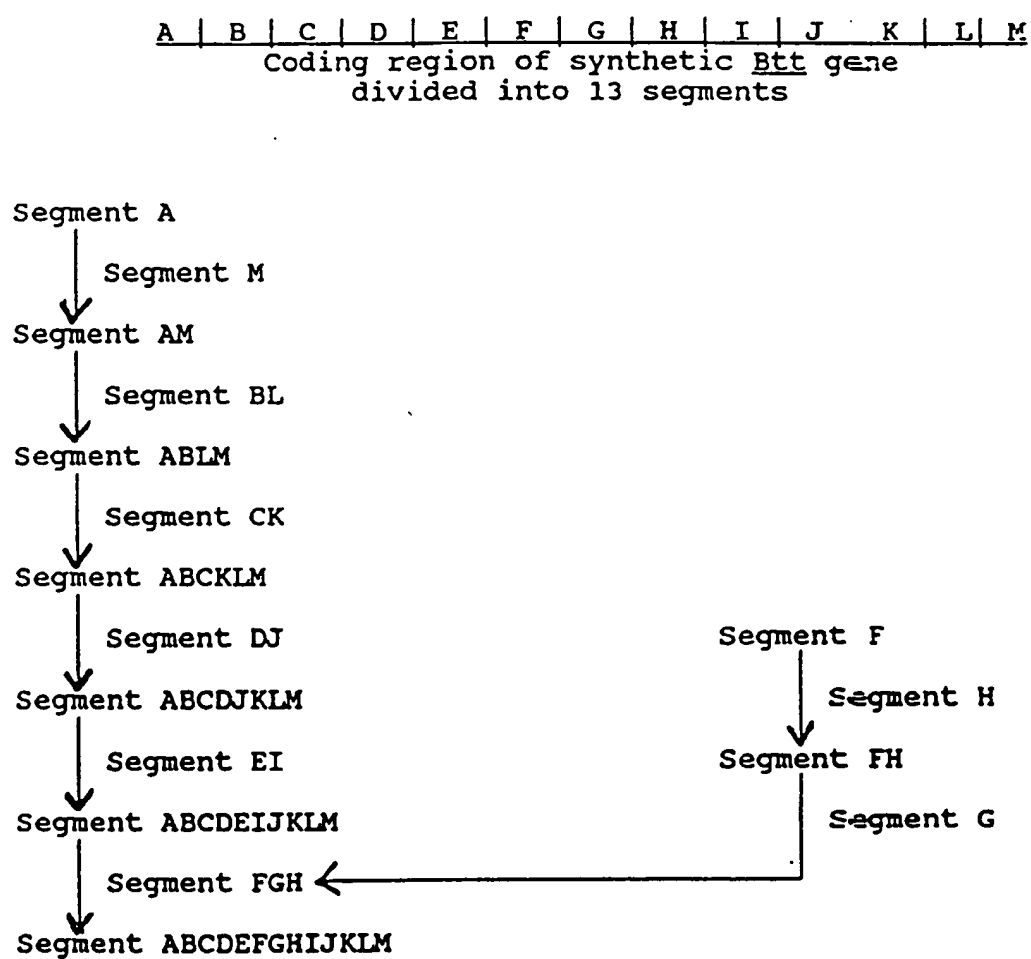 A | B | C | D | E | F | G | H | I | J K | L | M
Coding region of synthetic Btt gene
divided into 13 segments
Segment A
Segment M
Segment AM
Segment BL
Segment ABLM
Segment CK
Segment ABCKLM
Segment DJ
Segment ABCDJKLM
Segment EI
Segment ABCDEIJKLM
Segment FGH
Segment ABCDEFGHIJKLM
Segment F
Segment H
Segment FH
Segment G